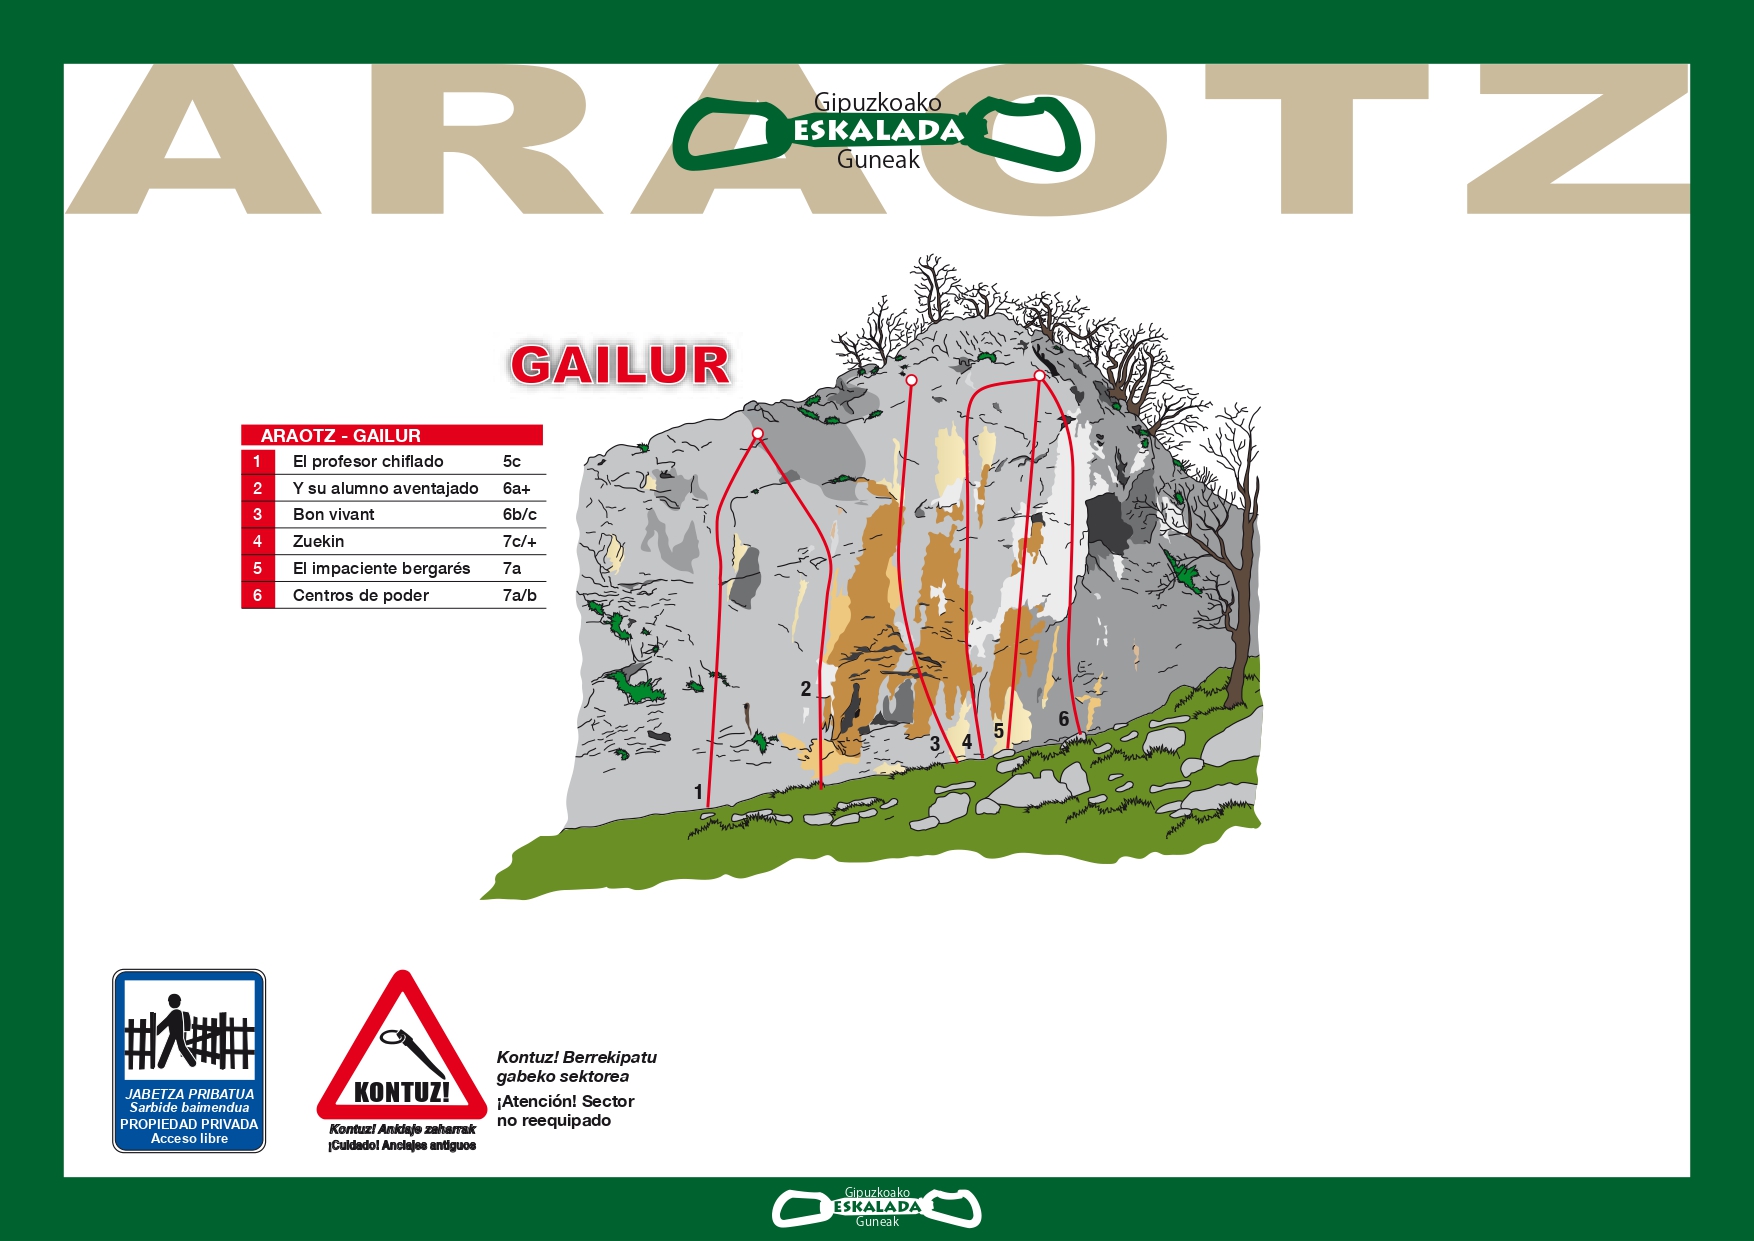 ARAOTZ
Gipuzkoako
ESKALADA
Guneak
GAILUR
ARAOTZ - GAILUR
1 El profesor chiflado 5c
2 Y su alumno aventajado 6a+
3 Bon vivant 6b/c
4 Zuekin 7c/+
5 El impaciente bergarés 7a
6 Centros de poder 7a/b
1
2
3
4
5
6
JABETZA PRIBATUA
Sarbide baimendua
PROPIEDAD PRIVADA
Acceso libre
KONTUZ!
Kontuz! Anklaje zaharrak
¡Cuidado! Anclajes antiguos
Kontuz! Berrekipatu
gabeko sektorea
¡Atención! Sector
no reequipado
Gipuzkoako
ESKALADA
Guneak